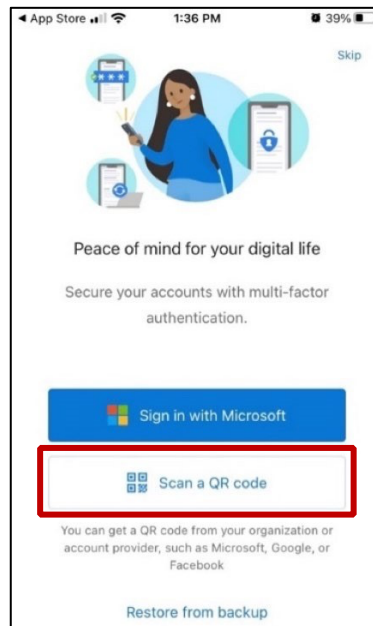 App Store 1:36 PM 39%
Skip
Peace of mind for your digital life
Secure your accounts with multi-factor
authentication.
Sign in with Microsoft
Scan a QR code
You can get a QR code from your organization or
account provider, such as Microsoft, Google, or
Facebook
Restore from backup